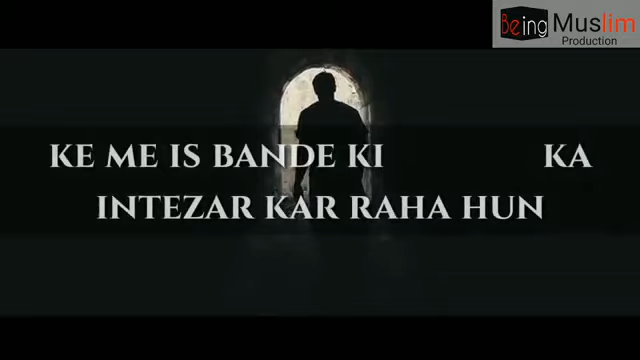 Being Muslim
Production
KE ME IS BANDE KI KA
INTEZAR KAR RAHA HUN